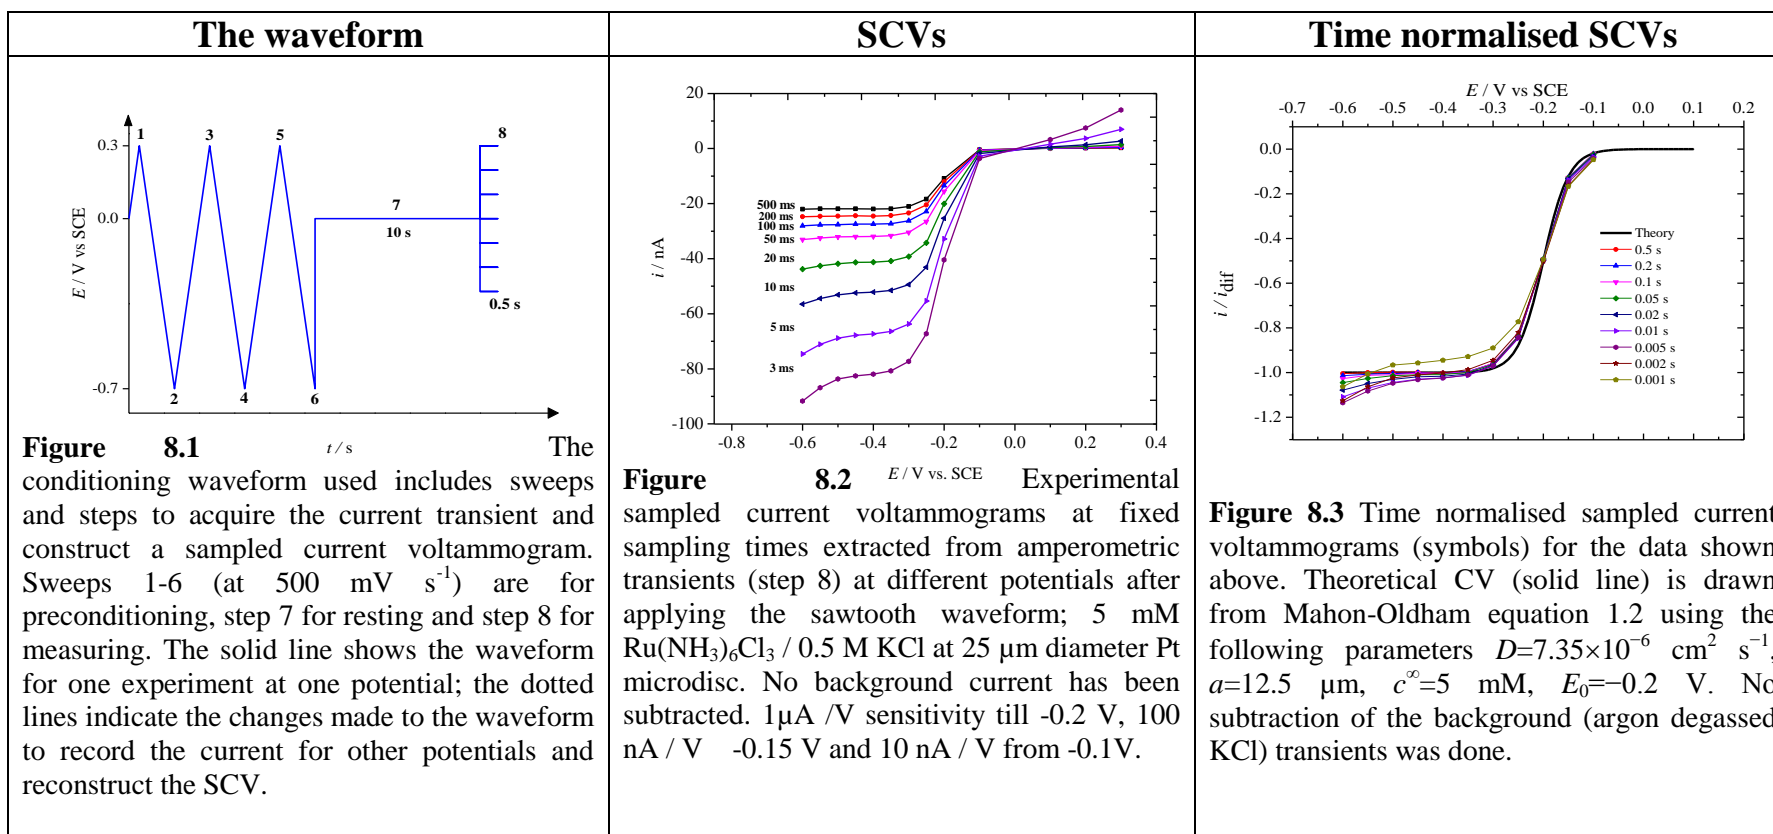 The waveform
SCVs
Time normalised SCVs
1
3
5
8
0.3
7
0.0
10 s
E / V vs SCE
0.5 s
-0.7
2
4
6
t / s
Figure 8.1 The
conditioning waveform used includes sweeps
and steps to acquire the current transient and
construct a sampled current voltammogram.
Sweeps 1-6 (at 500 mV s-1) are for
preconditioning, step 7 for resting and step 8 for
measuring. The solid line shows the waveform
for one experiment at one potential; the dotted
lines indicate the changes made to the waveform
to record the current for other potentials and
reconstruct the SCV.
20
0
-20
-40
-60
-80
-100
i / nA
500 ms
200 ms
100 ms
50 ms
20 ms
10 ms
5 ms
3 ms
-0.8 -0.6 -0.4 -0.2 0.0 0.2 0.4
E / V vs. SCE
Figure 8.2 Experimental
sampled current voltammograms at fixed
sampling times extracted from amperometric
transients (step 8) at different potentials after
applying the sawtooth waveform; 5 mM
Ru(NH3)6Cl3 / 0.5 M KCl at 25 µm diameter Pt
microdisc. No background current has been
subtracted. 1µA /V sensitivity till -0.2 V, 100
nA / V -0.15 V and 10 nA / V from -0.1V.
E / V vs SCE
-0.7 -0.6 -0.5 -0.4 -0.3 -0.2 -0.1 0.0 0.1 0.2
0.0
-0.2
-0.4
-0.6
-0.8
-1.0
-1.2
i / idif
Theory
0.5 s
0.2 s
0.1 s
0.05 s
0.02 s
0.01 s
0.005 s
0.002 s
0.001 s
Figure 8.3 Time normalised sampled current
voltammograms (symbols) for the data shown
above. Theoretical CV (solid line) is drawn
from Mahon-Oldham equation 1.2 using the
following parameters D=7.35×10−6 cm2 s−1,
a=12.5 µm, c∞=5 mM, E0=−0.2 V. No
subtraction of the background (argon degassed
KCl) transients was done.